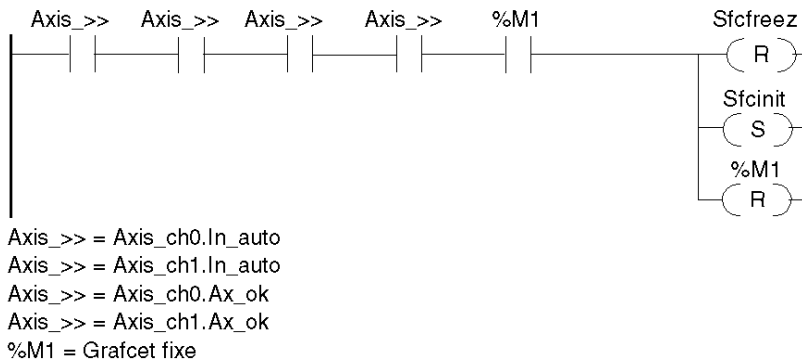 Axis_>> Axis_>> Axis_>> Axis_>> %M1 Sfcfreez
R
Sfcinit
S
%M1
R
Axis_>> = Axis_ch0.In_auto
Axis_>> = Axis_ch1.In_auto
Axis_>> = Axis_ch0.Ax_ok
Axis_>> = Axis_ch1.Ax_ok
%M1 = Grafcet fixe